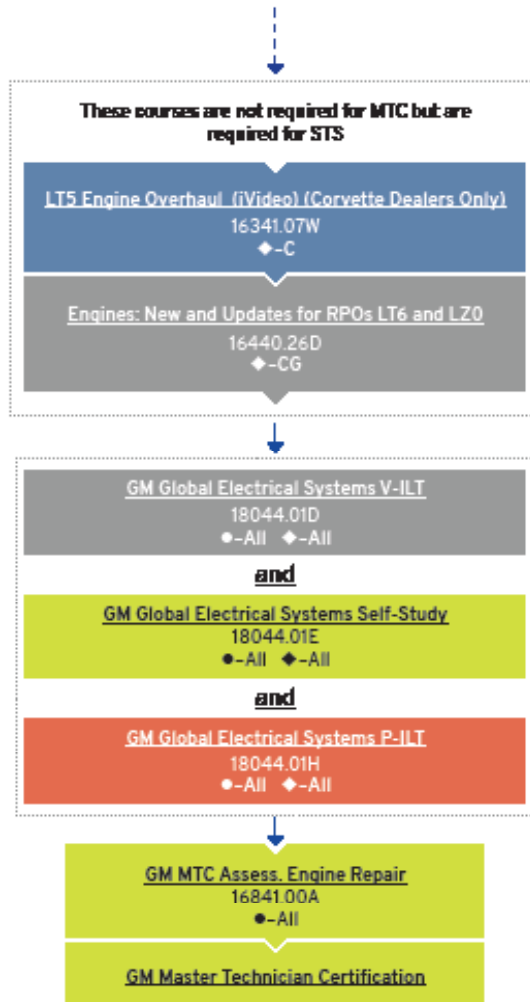 These courses are not required for MTC but are
required for STS
LT5 Engine Overhaul (iVideo) (Corvette Dealers Only)
16341.07W
◆-C
Engines: New and Updates for RPOs LT6 and LZ0
16440.26D
◆-CG
GM Global Electrical Systems V-ILT
18044.01D
●-All ◆-All
and
GM Global Electrical Systems Self-Study
18044.01E
●-All ◆-All
and
GM Global Electrical Systems P-ILT
18044.01H
●-All ◆-All
GM MTC Assess. Engine Repair
16841.00A
●-All
GM Master Technician Certification